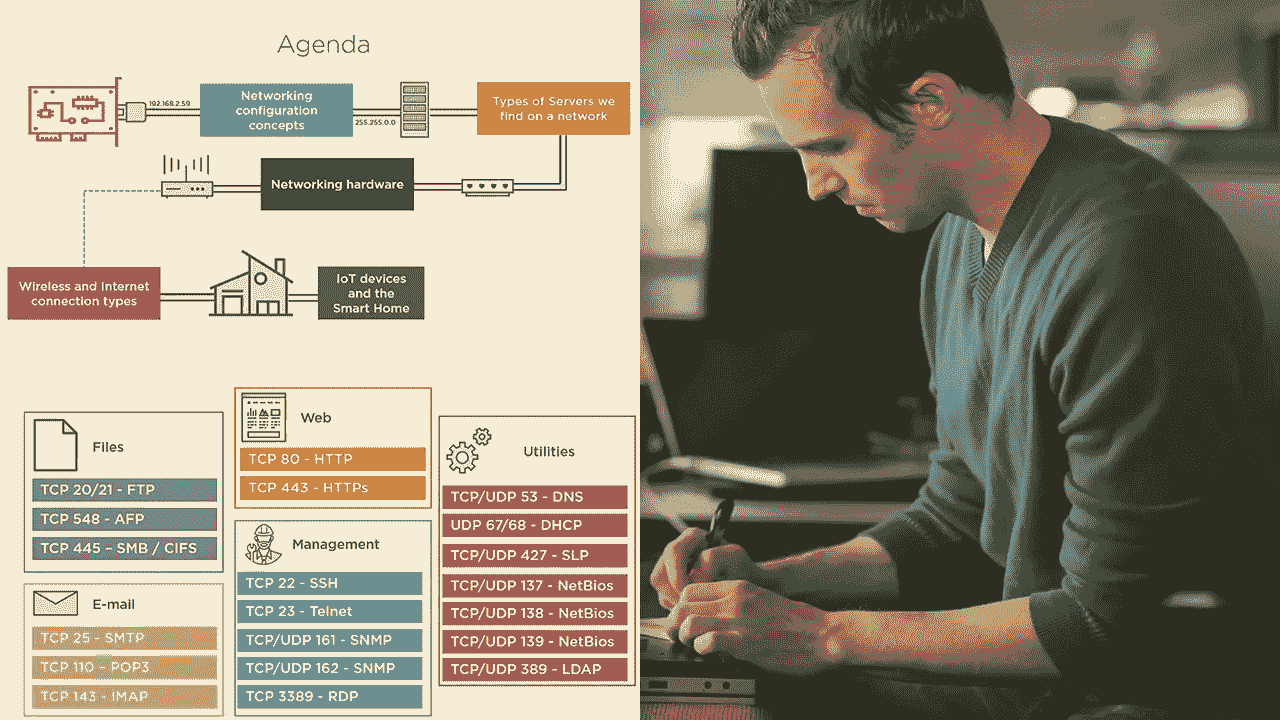 Agenda
192.168.2.59
Networking
configuration
concepts
255.255.0.0
Types of Servers we
find on a network
Networking hardware
Wireless and Internet
connection types
IoT devices
and the
Smart Home
Files
TCP 20/21 - FTP
TCP 548 - AFP
TCP 445 – SMB / CIFS
E-mail
TCP 25 - SMTP
TCP 110 - POP3
TCP 143 - IMAP
Web
TCP 80 - HTTP
TCP 443 - HTTPs
Management
TCP 22 - SSH
TCP 23 - Telnet
TCP/UDP 161 - SNMP
TCP/UDP 162 - SNMP
TCP 3389 - RDP
Utilities
TCP/UDP 53 - DNS
UDP 67/68 - DHCP
TCP/UDP 427 - SLP
TCP/UDP 137 - NetBios
TCP/UDP 138 - NetBios
TCP/UDP 139 - NetBios
TCP/UDP 389 - LDAP